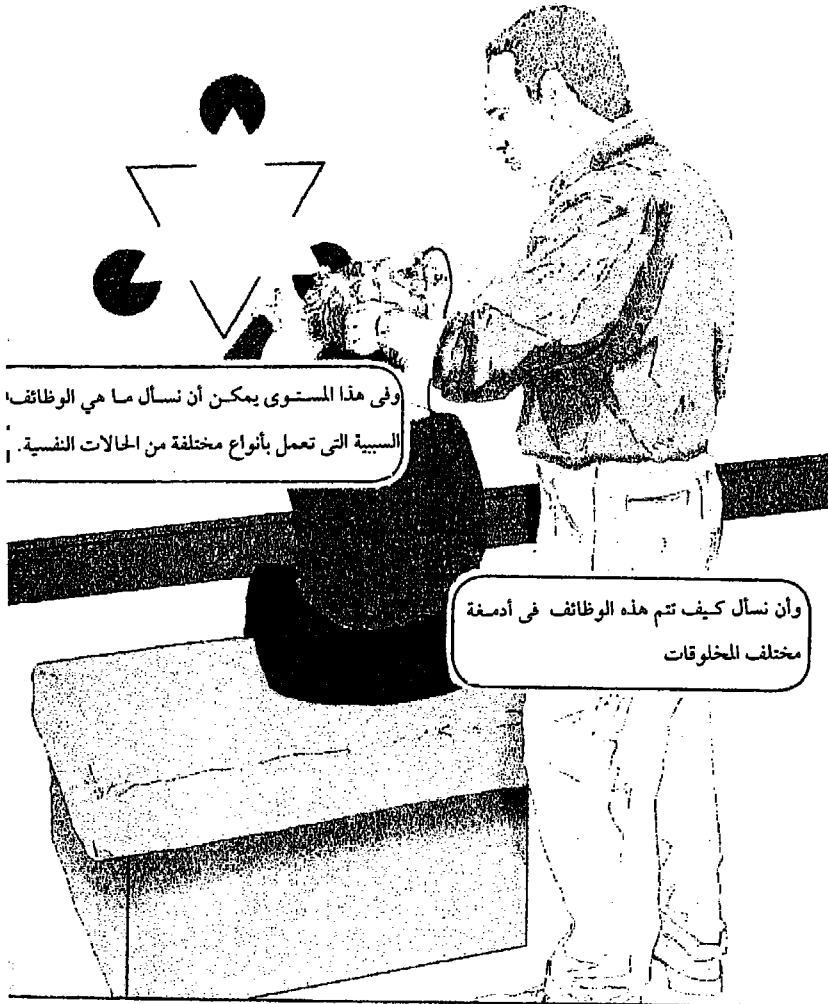 وفى هذا المستوى يمكن أن نسأل ما هي الوظائف
السببية التى تعمل بأنواع مختلفة من الحالات النفسية.
وأن نسأل كيف تتم هذه الوظائف فى أدمغة
مختلف المخلوقات